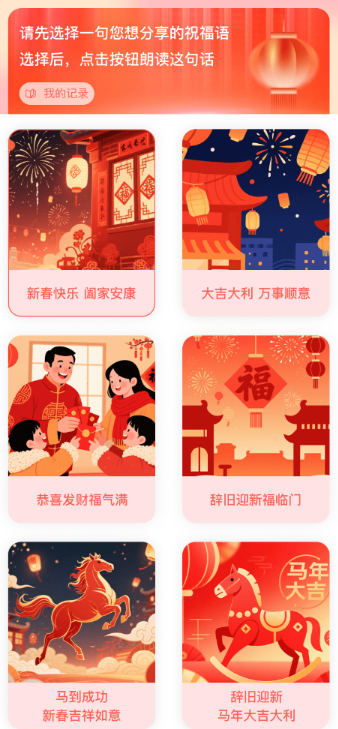 请先选择一句您想分享的祝福语
选择后，点击按钮朗读这句话
我的记录
新春快乐 阖家安康
大吉大利 万事顺意
恭喜发财福气满
福
辞旧迎新福临门
马年
大吉
马到成功
新春吉祥如意
辞旧迎新
马年大吉大利